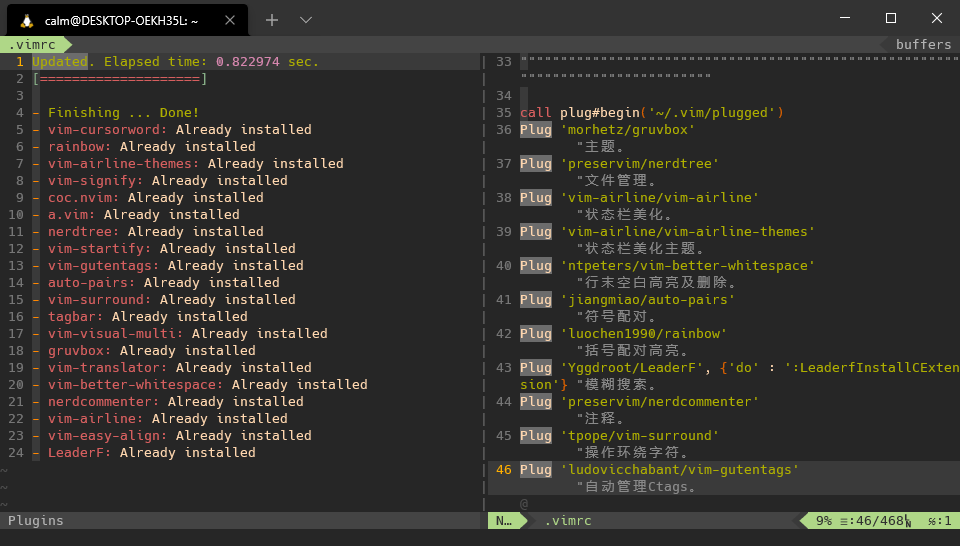 calm@DESKTOP-OEKH35L: ~
.vimrc
buffers
1 Updated. Elapsed time: 0.822974 sec.
2 [====================]
3
4 - Finishing ... Done!
5 - vim-cursorword: Already installed
6 - rainbow: Already installed
7 - vim-airline-themes: Already installed
8 - vim-signify: Already installed
9 - coc.nvim: Already installed
10 - a.vim: Already installed
11 - nerdtree: Already installed
12 - vim-startify: Already installed
13 - vim-gutentags: Already installed
14 - auto-pairs: Already installed
15 - vim-surround: Already installed
16 - tagbar: Already installed
17 - vim-visual-multi: Already installed
18 - gruvbox: Already installed
19 - vim-translator: Already installed
20 - vim-better-whitespace: Already installed
21 - nerdcommenter: Already installed
22 - vim-airline: Already installed
23 - vim-easy-align: Already installed
24 - LeaderF: Already installed
~
~
~
Plugins
33 """""""""""""""""""""""""""""""""""""""""""""""""""""""
""""""""""""""""""""""""
34
35 call plug#begin('~/.vim/plugged')
36 Plug 'morhetz/gruvbox'
"主题。
37 Plug 'preservim/nerdtree'
"文件管理。
38 Plug 'vim-airline/vim-airline'
"状态栏美化。
39 Plug 'vim-airline/vim-airline-themes'
"状态栏美化主题。
40 Plug 'ntpeters/vim-better-whitespace'
"行末空白高亮及删除。
41 Plug 'jiangmiao/auto-pairs'
"符号配对。
42 Plug 'luochen1990/rainbow'
"括号配对高亮。
43 Plug 'Yggdroot/LeaderF', {'do' : ':LeaderfInstallCExten
sion'} "模糊搜索。
44 Plug 'preservim/nerdcommenter'
"注释。
45 Plug 'tpope/vim-surround'
"操作环绕字符。
46 Plug 'ludovicchabant/vim-gutentags'
"自动管理Ctags。
@
N… .vimrc 9% ≡:46/468 ℅:1